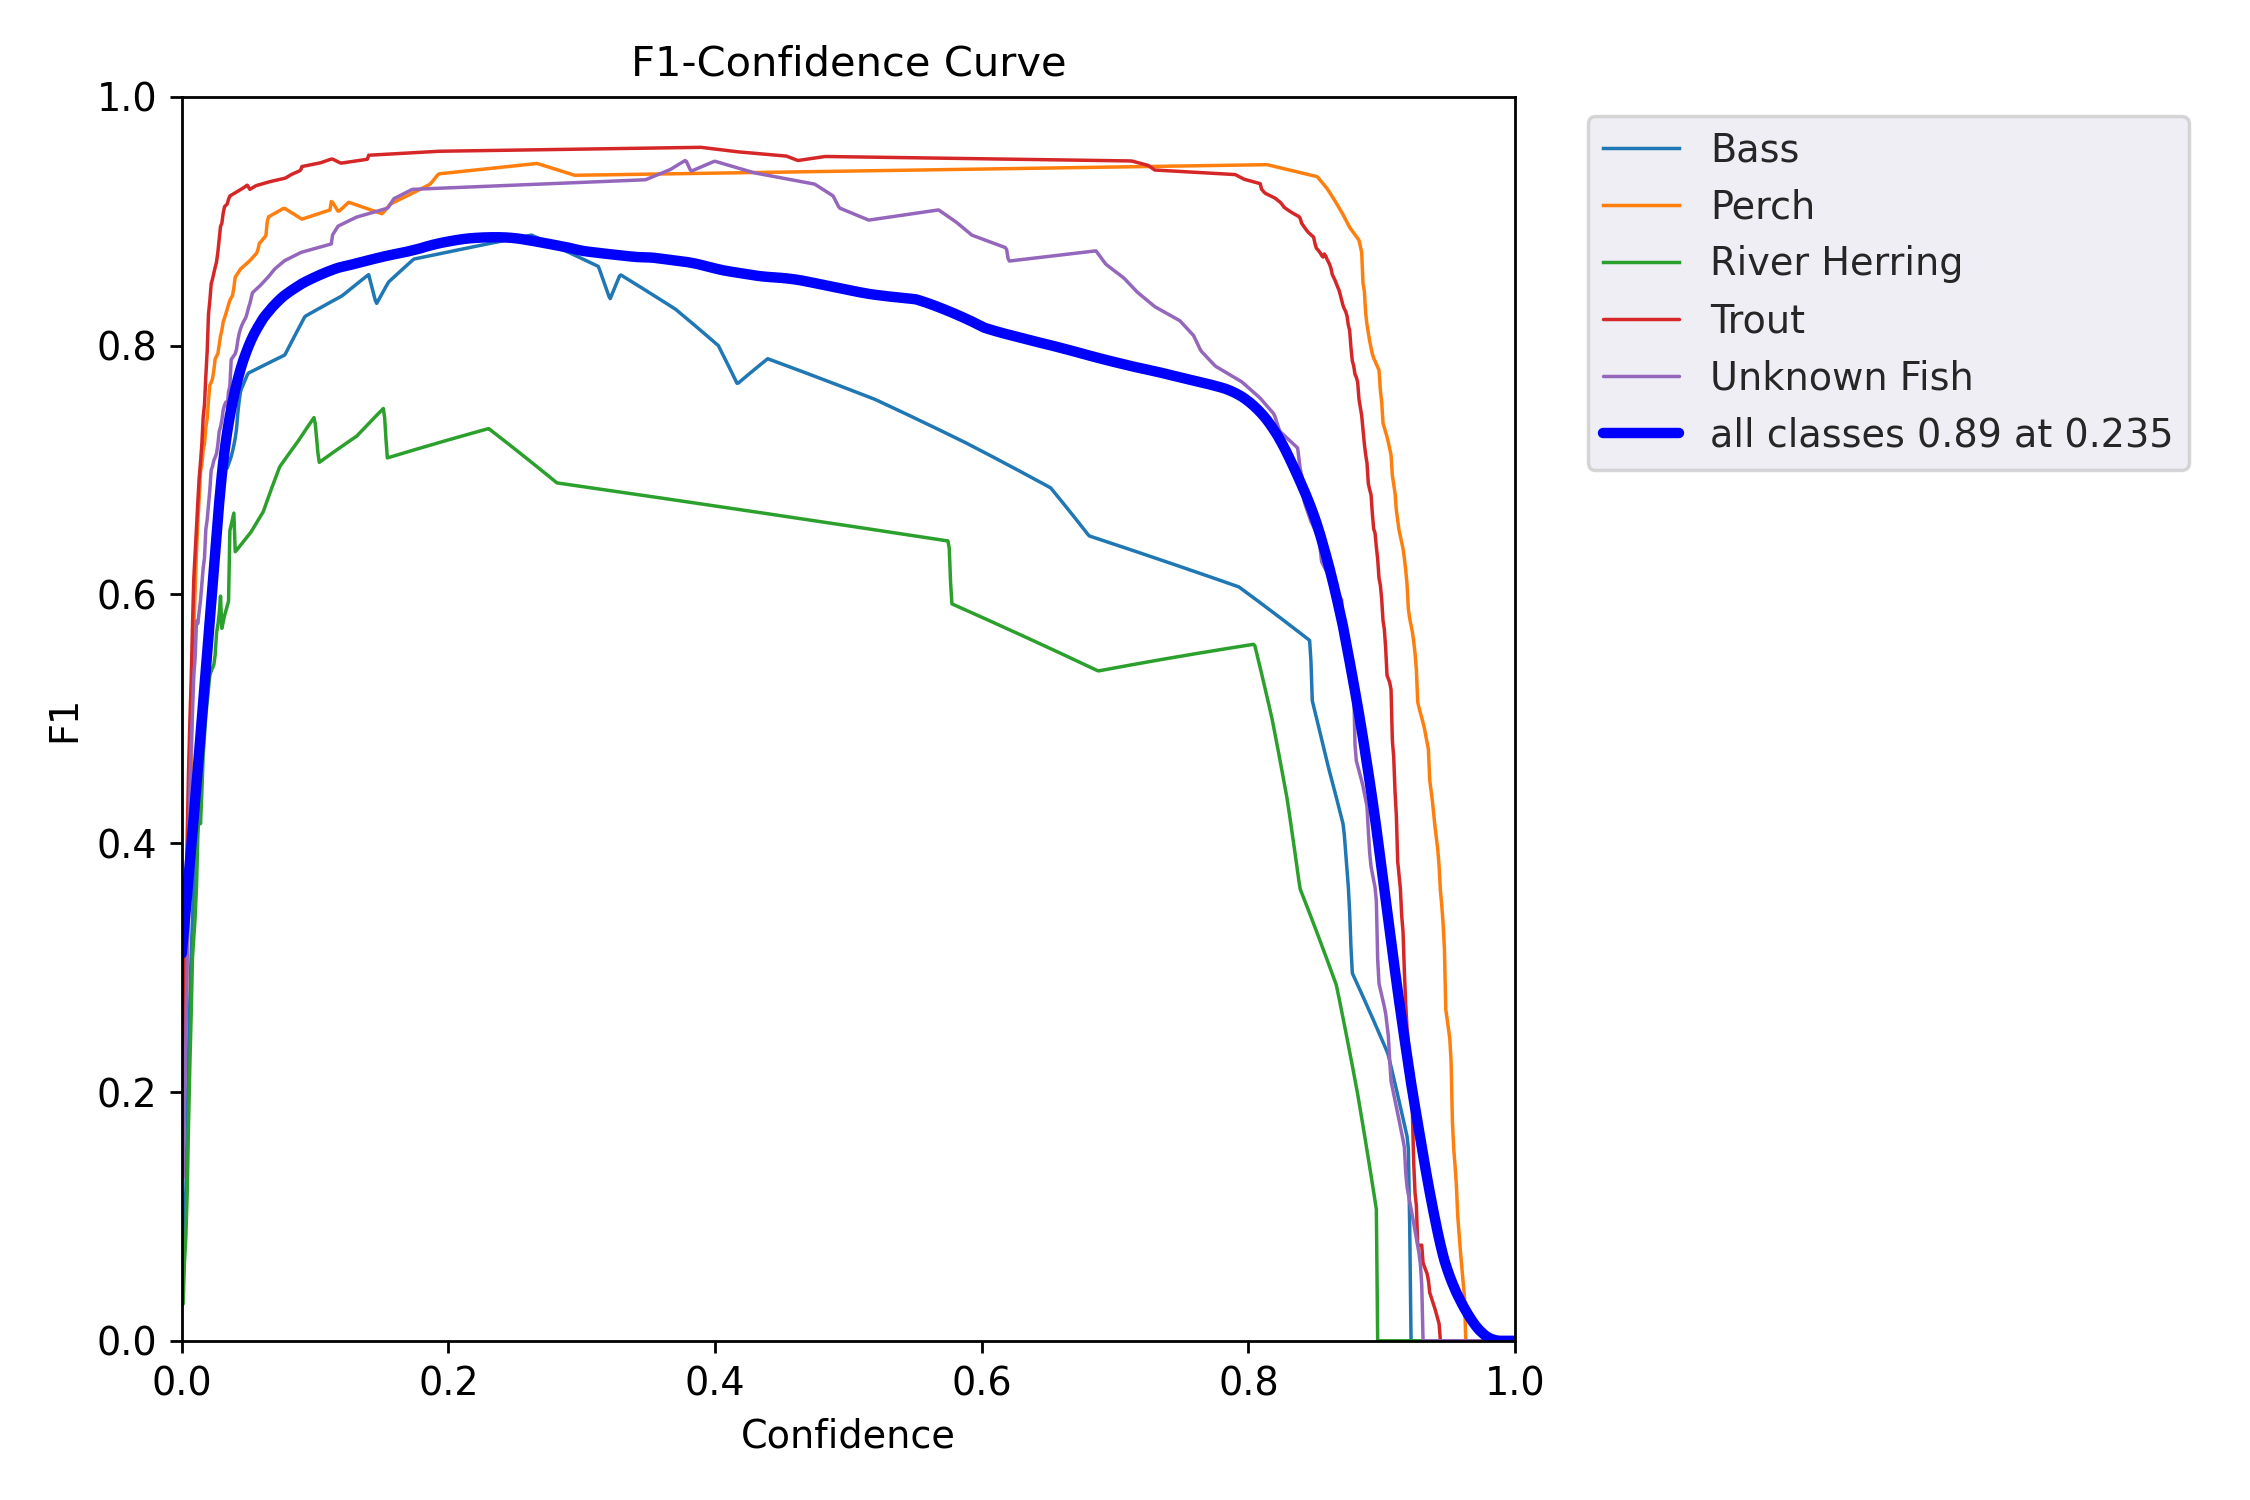 F1-Confidence Curve
1.0
0.8
0.6
0.4
0.2
0.0
F1
0.0 0.2 0.4 0.6 0.8 1.0
Confidence
Bass
Perch
River Herring
Trout
Unknown Fish
all classes 0.89 at 0.235